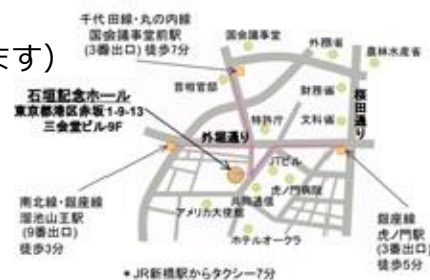 千代田線・丸の内線
国会議事堂前駅
(3番出口) 徒歩7分
ます)
国会議事堂
外務省
農林水産省
首相官邸
財務省
桜田通り
石垣記念ホール
東京都港区赤坂1-9-13
三会堂ビル9F
特許庁
文科省
外堀通り
JTビル
虎ノ門病院
共同通信
アメリカ大使館
ホテルオークラ
南北線・銀座線
溜池山王駅
(9番出口)
徒歩3分
銀座線
虎ノ門駅
(3番出口)
徒歩5分
*JR新橋駅からタクシー7分